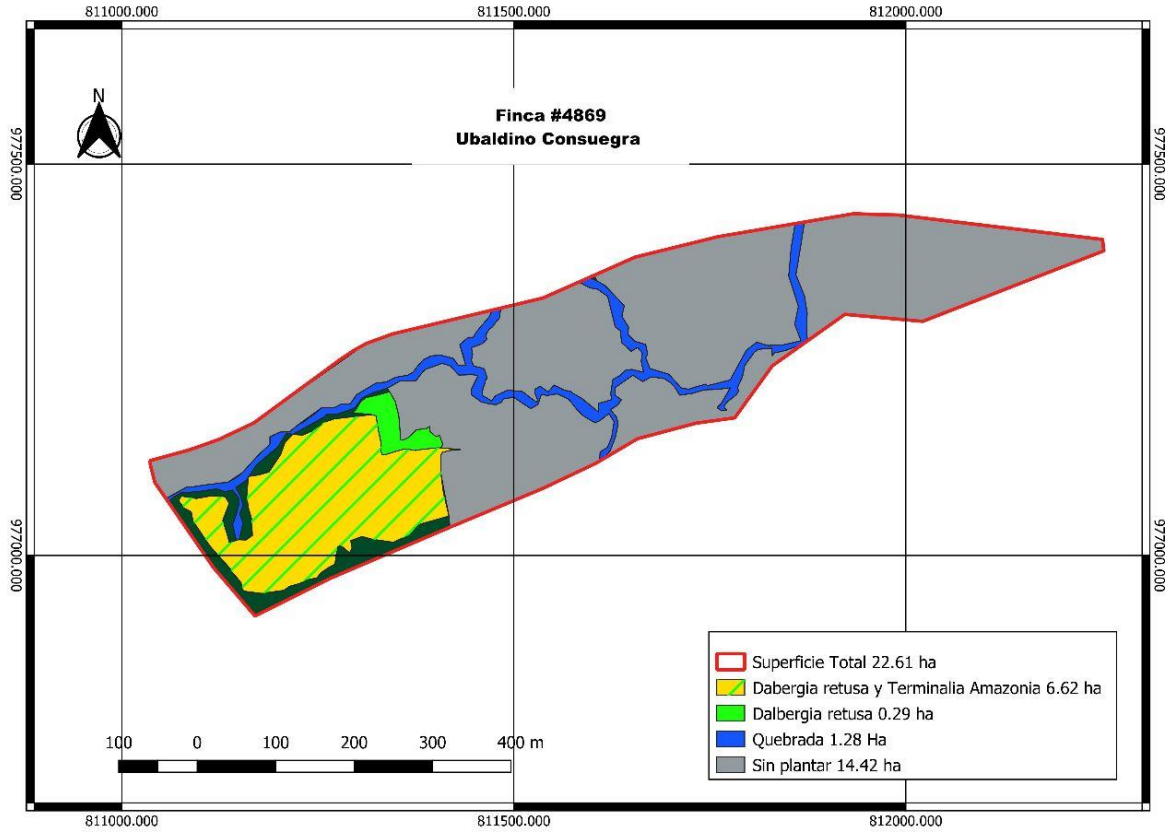 811000.000 811500.000 812000.000
N
Finca #4869
Ubaldino Consuegra
977500.000 977500.000
977000.000 977000.000
Superficie Total 22.61 ha
Dabergia retusa y Terminalia Amazonia 6.62 ha
Dalbergia retusa 0.29 ha
Quebrada 1.28 Ha
Sin plantar 14.42 ha
100 0 100 200 300 400 m
811000.000 811500.000 812000.000